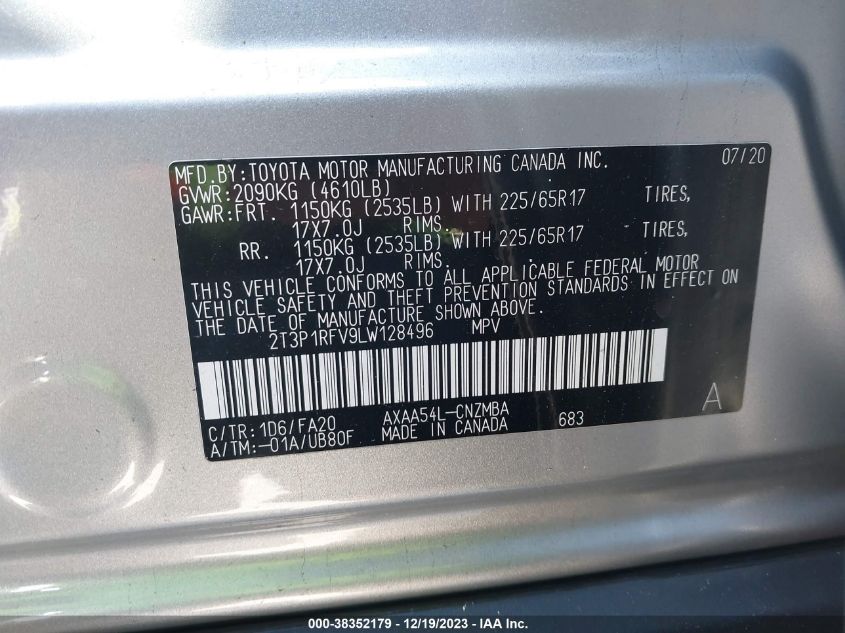 MFD.BY:TOYOTA MOTOR MANUFACTURING CANADA INC. 07/20
GVWR:2090KG (4610LB)
GAWR:FRT. 1150KG (2535LB) WITH 225/65R17 TIRES,
17X7.0J RIMS.
RR. 1150KG (2535LB) WITH 225/65R17 TIRES,
17X7.0J RIMS.
THIS VEHICLE CONFORMS TO ALL APPLICABLE FEDERAL MOTOR
VEHICLE SAFETY AND THEFT PREVENTION STANDARDS IN EFFECT ON
THE DATE OF MANUFACTURE SHOWN ABOVE.
2T3P1RFV9LW128496 MPV
C/TR:1D6/FA20 AXAA54L-CNZMBA A
A/TM:-01A/UB80F MADE IN CANADA 683
000-38352179 - 12/19/2023 - IAA Inc.